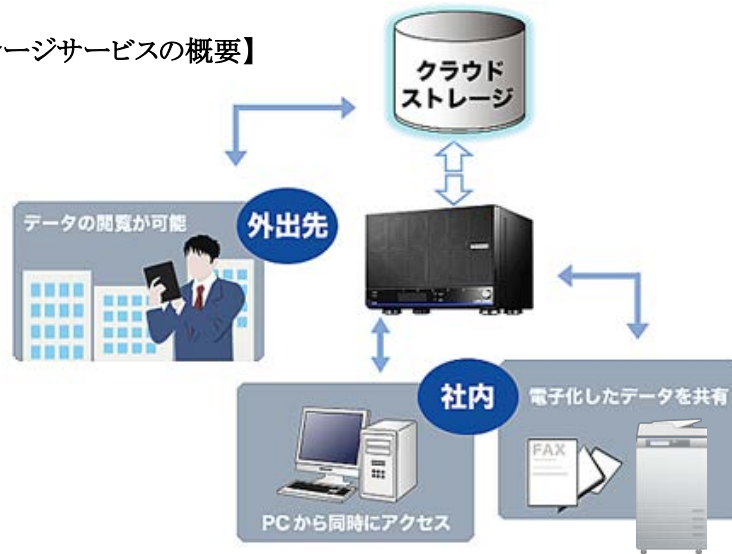 ージサービスの概要】
クラウド
ストレージ
データの閲覧が可能
外出先
社内
電子化したデータを共有
FAX
PCから同時にアクセス